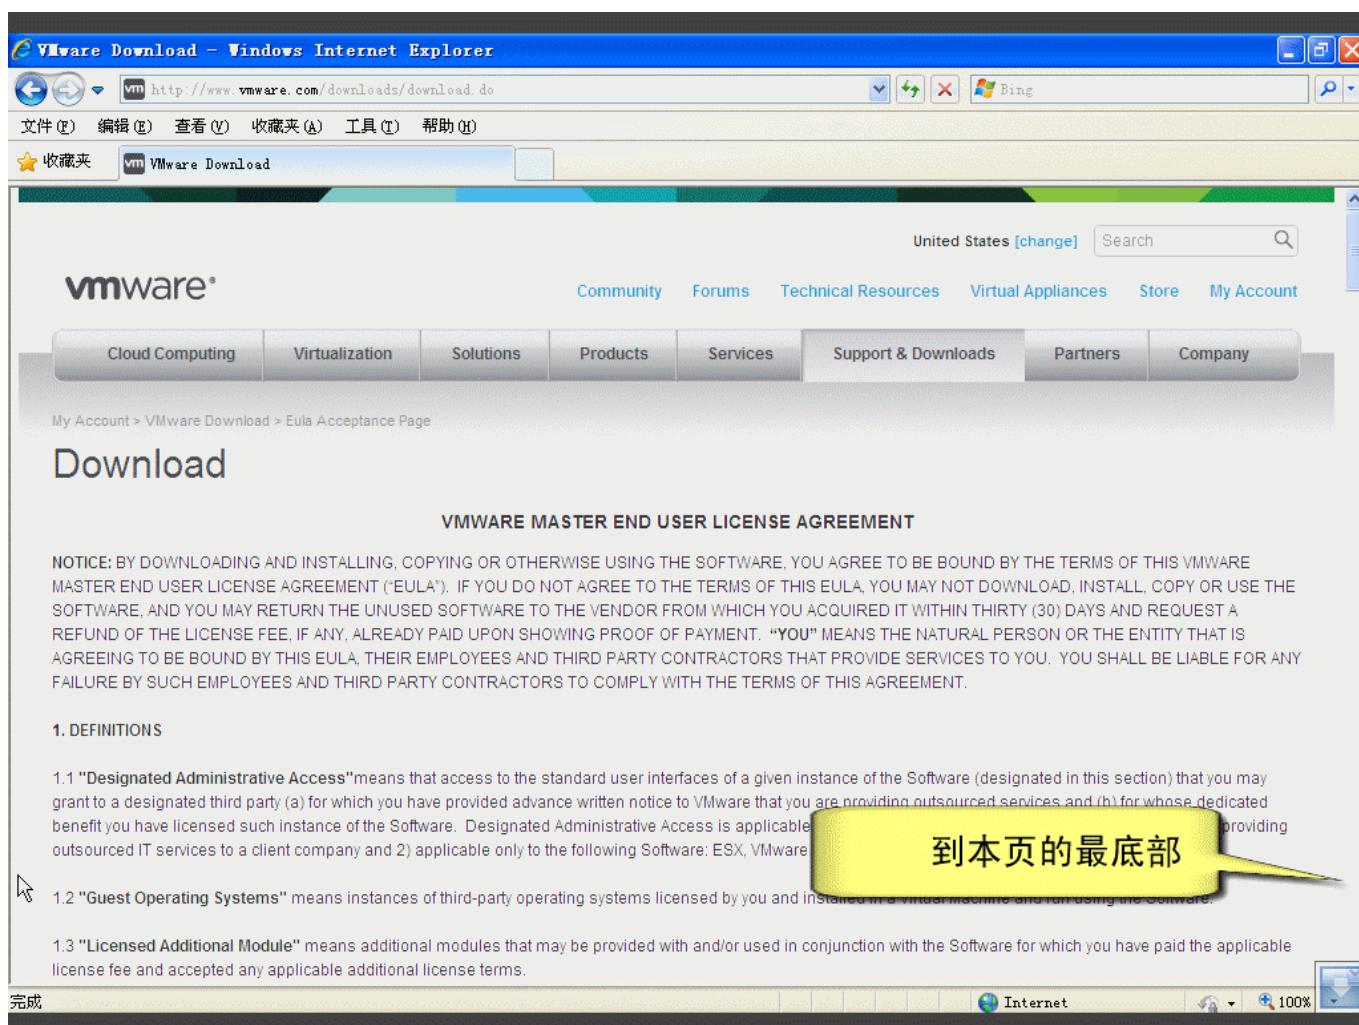 VMware Download - Windows Internet Explorer
http://www.vmware.com/downloads/download.do
Bing
文件(F) 编辑(E) 查看(V) 收藏夹(A) 工具(T) 帮助(H)
收藏夹 VMware Download
United States [change] Search
vmware®
Community Forums Technical Resources Virtual Appliances Store My Account
Cloud Computing Virtualization Solutions Products Services Support & Downloads Partners Company
My Account > VMware Download > Eula Acceptance Page
Download
VMWARE MASTER END USER LICENSE AGREEMENT
NOTICE: BY DOWNLOADING AND INSTALLING, COPYING OR OTHERWISE USING THE SOFTWARE, YOU AGREE TO BE BOUND BY THE TERMS OF THIS VMWARE
MASTER END USER LICENSE AGREEMENT (“EULA”). IF YOU DO NOT AGREE TO THE TERMS OF THIS EULA, YOU MAY NOT DOWNLOAD, INSTALL, COPY OR USE THE
SOFTWARE, AND YOU MAY RETURN THE UNUSED SOFTWARE TO THE VENDOR FROM WHICH YOU ACQUIRED IT WITHIN THIRTY (30) DAYS AND REQUEST A
REFUND OF THE LICENSE FEE, IF ANY, ALREADY PAID UPON SHOWING PROOF OF PAYMENT. “YOU” MEANS THE NATURAL PERSON OR THE ENTITY THAT IS
AGREEING TO BE BOUND BY THIS EULA, THEIR EMPLOYEES AND THIRD PARTY CONTRACTORS THAT PROVIDE SERVICES TO YOU. YOU SHALL BE LIABLE FOR ANY
FAILURE BY SUCH EMPLOYEES AND THIRD PARTY CONTRACTORS TO COMPLY WITH THE TERMS OF THIS AGREEMENT.
1. DEFINITIONS
1.1 "Designated Administrative Access"means that access to the standard user interfaces of a given instance of the Software (designated in this section) that you may
grant to a designated third party (a) for which you have provided advance written notice to VMware that you are providing outsourced services and (b) for whose dedicated
benefit you have licensed such instance of the Software. Designated Administrative Access is applicable providing
outsourced IT services to a client company and 2) applicable only to the following Software: ESX, VMware
到本页的最底部
1.2 "Guest Operating Systems" means instances of third-party operating systems licensed by you and installed in a Virtual Machine and run using the Software.
1.3 "Licensed Additional Module" means additional modules that may be provided with and/or used in conjunction with the Software for which you have paid the applicable
license fee and accepted any applicable additional license terms.
完成 Internet 100%